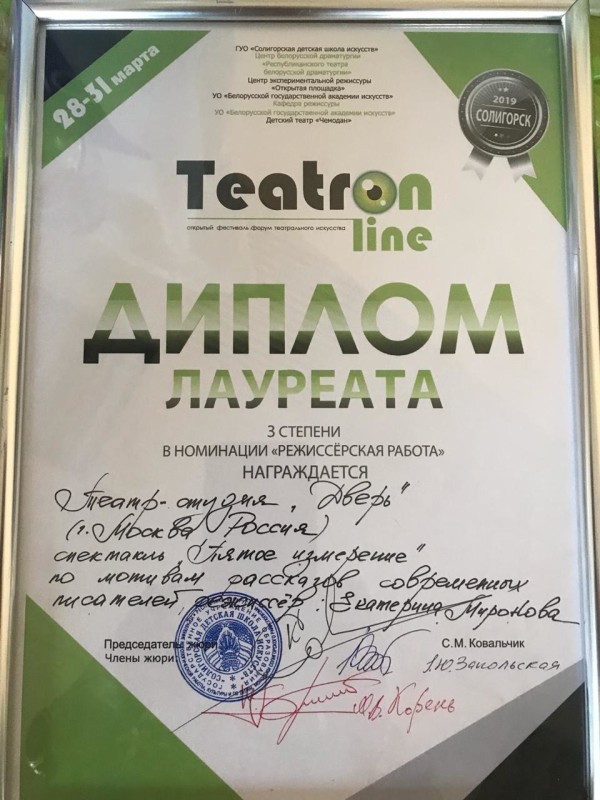 28-31 марта
ГУО «Солигорская детская школа искусств»
Центр белорусской драматургии
«Республиканского театра
белорусской драматургии»
Центр экспериментальной режиссуры
«Открытая площадка»
УО «Белорусской государственной академии искусств»
Кафедра режиссуры
УО «Белорусской государственной академии искусств»
Детский театр «Чемодан»
2019
СОЛИГОРСК
Teatron
открытый фестиваль-форум театрального искусства
line
ДИПЛОМ
ЛАУРЕАТА
3 СТЕПЕНИ
В НОМИНАЦИИ «РЕЖИССЁРСКАЯ РАБОТА»
НАГРАЖДАЕТСЯ
Театр-студия „Дверь"
(г. Москва Россия)
спектакль „Пятое измерение"
по мотивам рассказов современных
писателей режиссёр: Екатерина Миронова
Председатель жюри
С.М. Ковальчик
Члены жюри:
Запольская
Корень